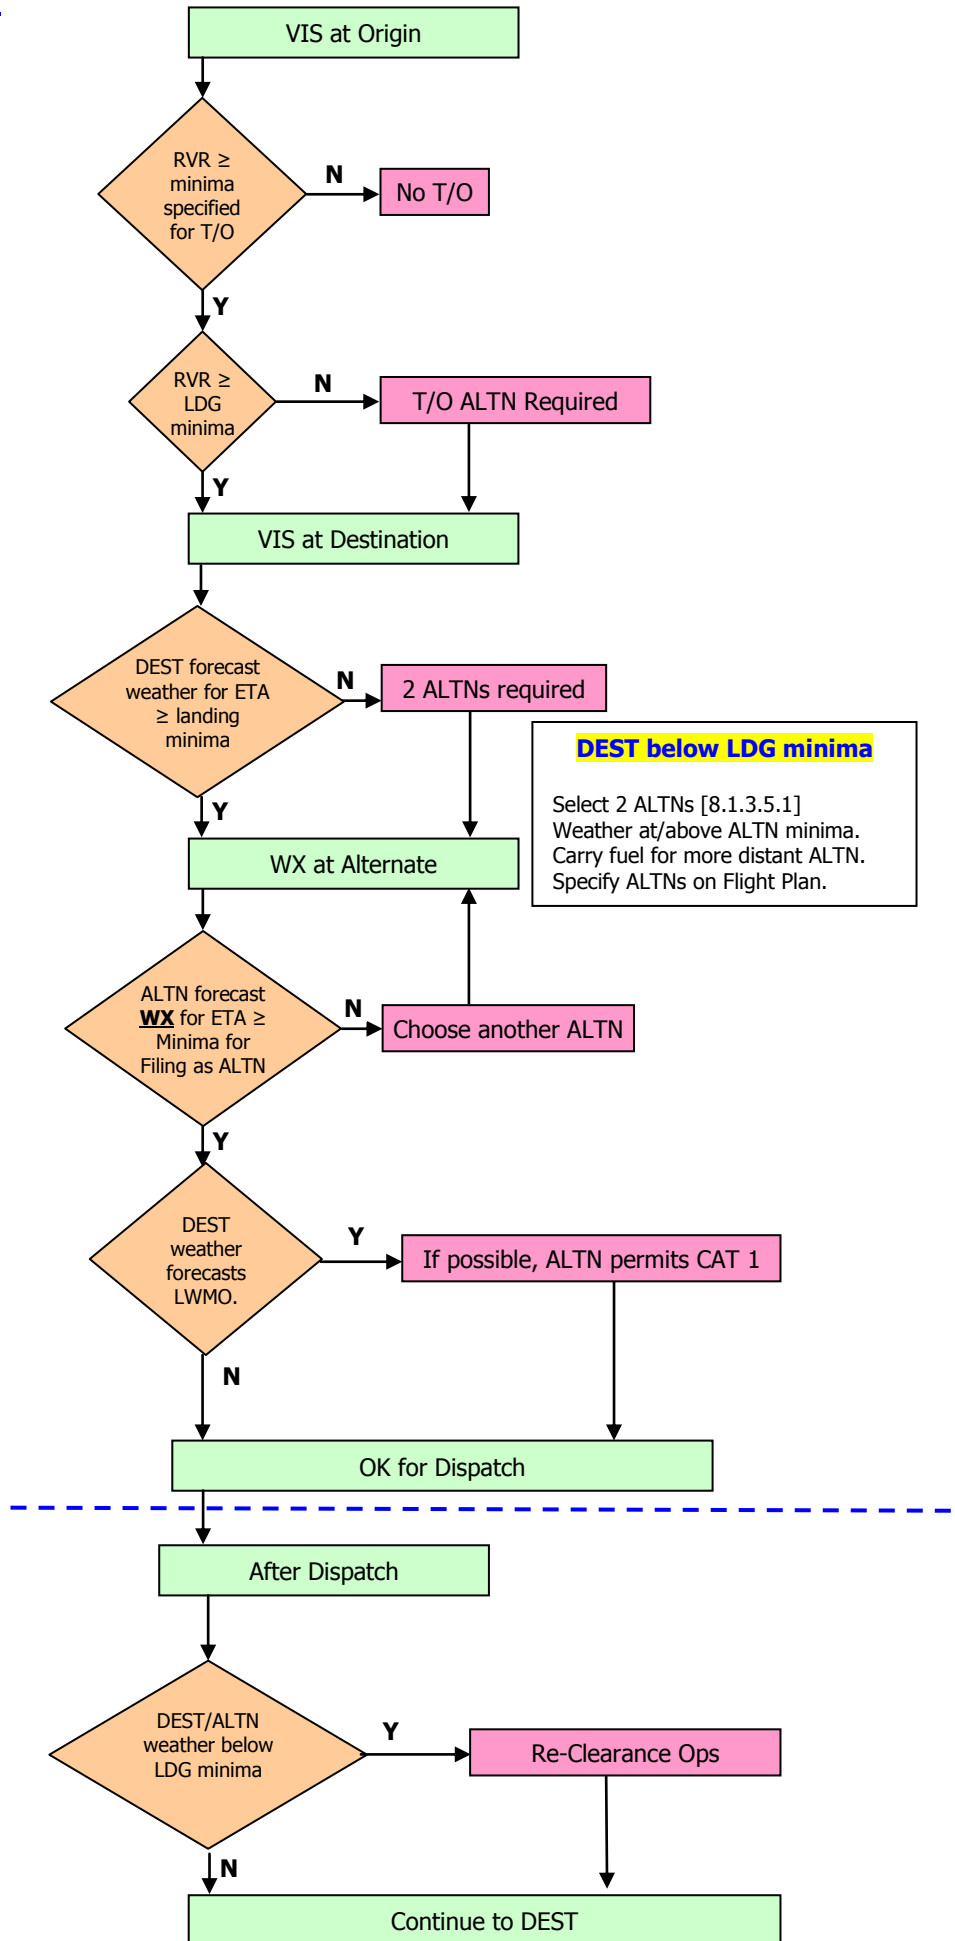 VIS at Origin
RVR ≥
minima
specified
for T/O
N
No T/O
Y
RVR ≥
LDG
minima
N
T/O ALTN Required
Y
VIS at Destination
DEST forecast
weather for ETA
≥ landing
minima
N
2 ALTNs required
DEST below LDG minima
Select 2 ALTNs [8.1.3.5.1]
Weather at/above ALTN minima.
Carry fuel for more distant ALTN.
Specify ALTNs on Flight Plan.
Y
WX at Alternate
ALTN forecast
WX for ETA ≥
Minima for
Filing as ALTN
N
Choose another ALTN
Y
DEST
weather
forecasts
LWMO.
Y
If possible, ALTN permits CAT 1
N
OK for Dispatch
After Dispatch
DEST/ALTN
weather below
LDG minima
Y
Re-Clearance Ops
N
Continue to DEST